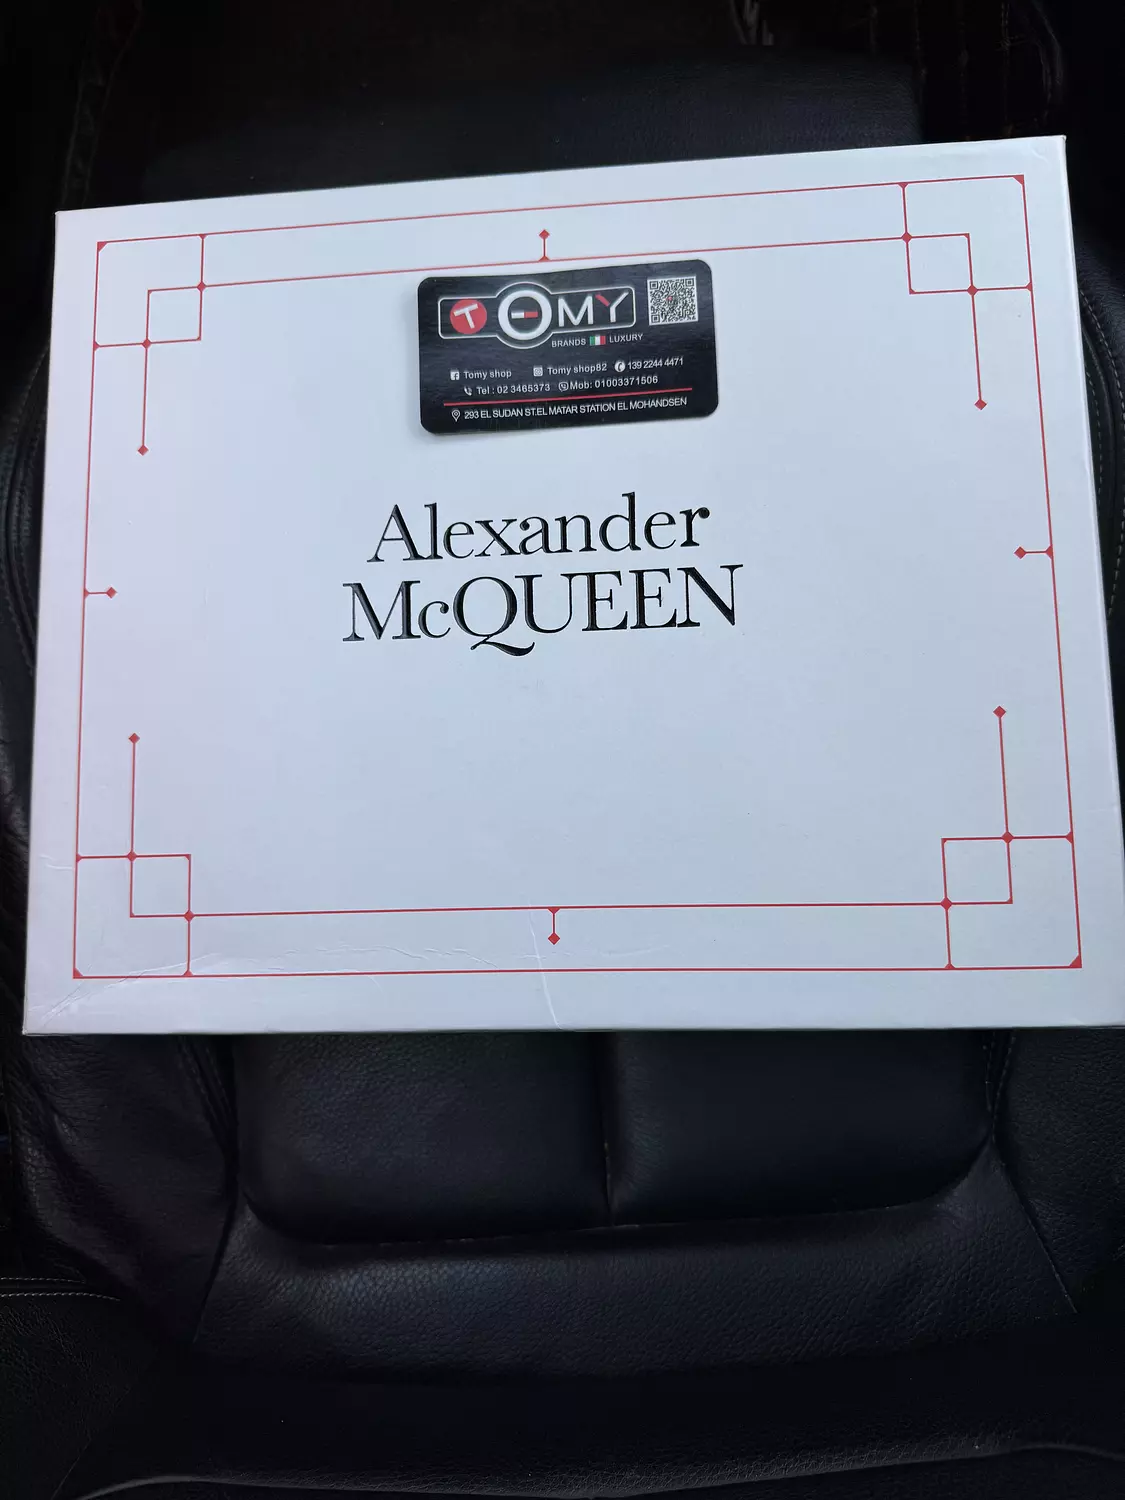 TOMY
BRANDS LUXURY
Tomy shop Tomy shop82 139 2244 4471
Tel : 02 3465373 Mob: 01003371506
293 EL SUDAN ST.EL MATAR STATION EL MOHANDSEN
Alexander
McQUEEN